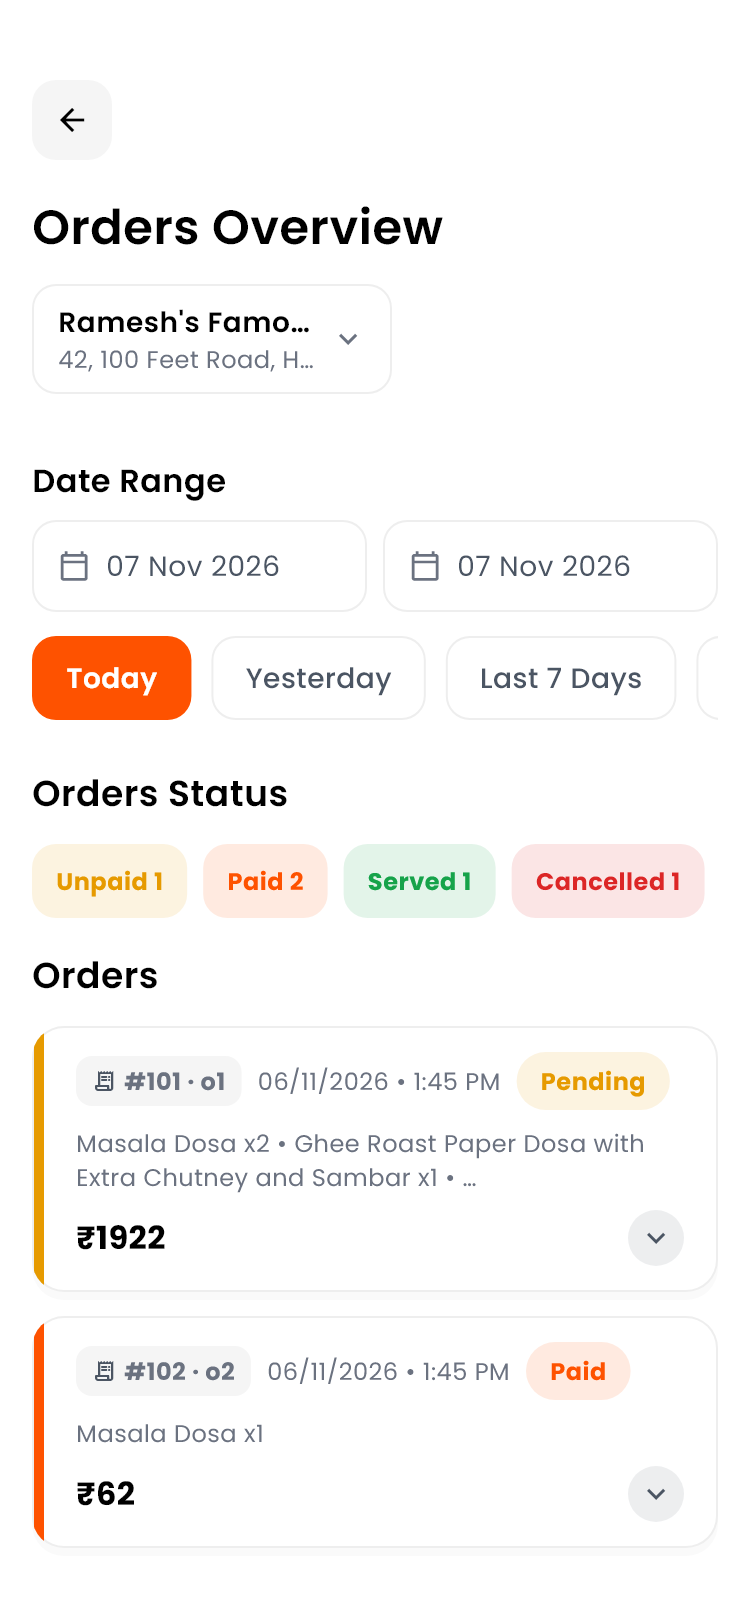 Orders Overview
Ramesh's Famo...
42, 100 Feet Road, H...
Date Range
07 Nov 2026
07 Nov 2026
Today
Yesterday
Last 7 Days
Orders Status
Unpaid 1
Paid 2
Served 1
Cancelled 1
Orders
#101 · o1
06/11/2026 • 1:45 PM
Pending
Masala Dosa x2 • Ghee Roast Paper Dosa with
Extra Chutney and Sambar x1 • ...
₹1922
#102 · o2
06/11/2026 • 1:45 PM
Paid
Masala Dosa x1
₹62